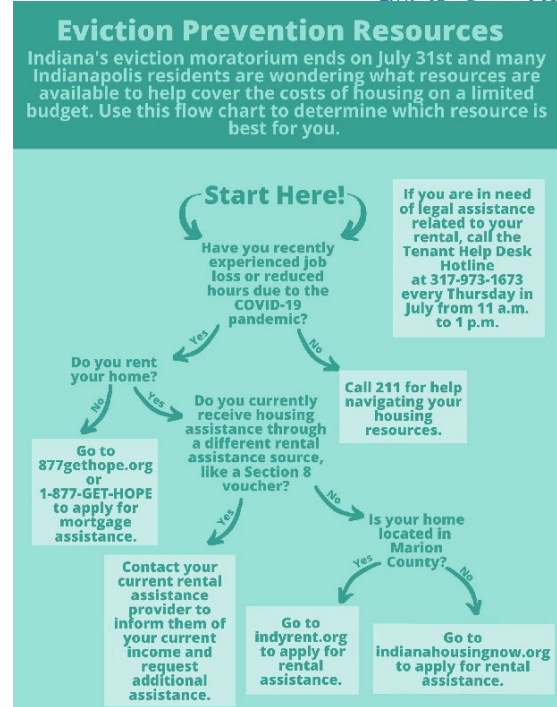 Eviction Prevention Resources
Indiana's eviction moratorium ends on July 31st and many
Indianapolis residents are wondering what resources are
available to help cover the costs of housing on a limited
budget. Use this flow chart to determine which resource is
best for you.
Start Here!
Have you recently
experienced job
loss or reduced
hours due to the
COVID-19
pandemic?
If you are in need
of legal assistance
related to your
rental, call the
Tenant Help Desk
Hotline
at 317-973-1673
every Thursday in
July from 11 a.m.
to 1 p.m.
Yes
No
Do you rent
your home?
Call 211 for help
navigating your
housing
resources.
No
Yes
Do you currently
receive housing
assistance through
a different rental
assistance source,
like a Section 8
voucher?
Go to
877gethope.org
or
1-877-GET-HOPE
to apply for
mortgage
assistance.
Yes
No
Is your home
located in
Marion
County?
Contact your
current rental
assistance
provider to
inform them of
your current
income and
request
additional
assistance.
Yes
No
Go to
indyrent.org
to apply for
rental
assistance.
Go to
indianahousingnow.org
to apply for rental
assistance.